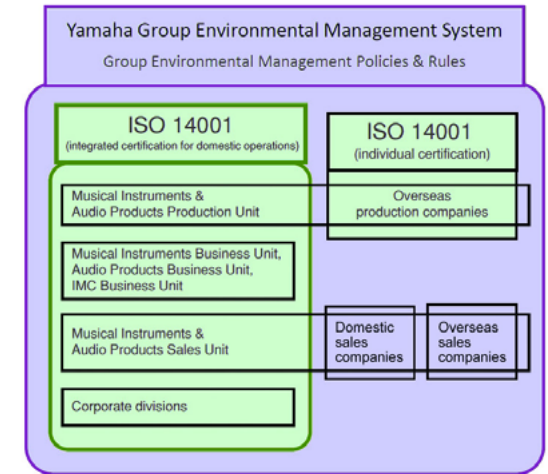 Yamaha Group Environmental Management System
Group Environmental Management Policies & Rules
ISO 14001
(integrated certification for domestic operations)
ISO 14001
(individual certification)
Musical Instruments &
Audio Products Production Unit
Overseas
production companies
Musical Instruments Business Unit,
Audio Products Business Unit,
IMC Business Unit
Musical Instruments &
Audio Products Sales Unit
Domestic
sales
companies
Overseas
sales
companies
Corporate divisions